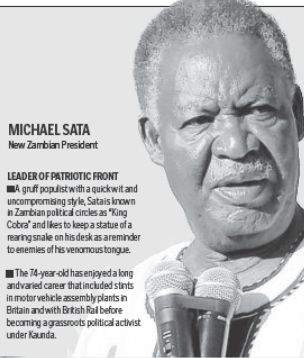 MICHAEL SATA
New Zambian President
LEADER OF PATRIOTIC FRONT
■A gruff populist with a quick wit and
uncompromising style, Sata is known
in Zambian political circles as "King
Cobra" and likes to keep a statue of a
rearing snake on his desk as a reminder
to enemies of his venomous tongue.
■The 74-year-old has enjoyed a long
and varied career that included stints
in motor vehicle assembly plants in
Britain and with British Rail before
becoming a grassroots political activist
under Kaunda.